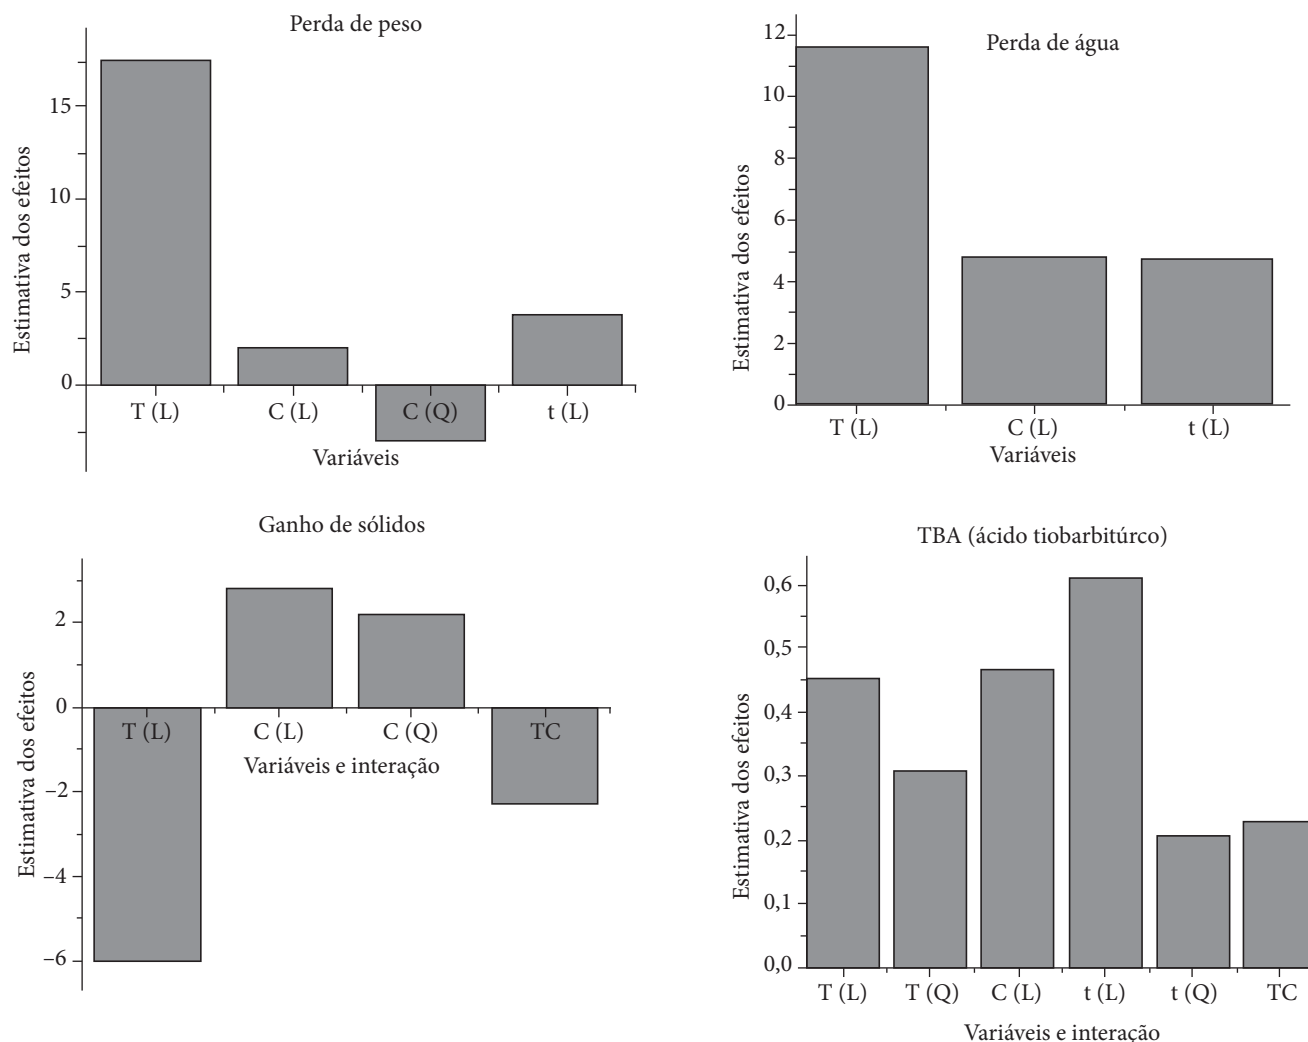 Perda de peso
Estimativa dos efeitos
15
10
5
0
T (L) C (L) C (Q) t (L)
Variáveis
Perda de água
Estimativa dos efeitos
12
10
8
6
4
2
0
T (L) C (L) t (L)
Variáveis
Ganho de sólidos
Estimativa dos efeitos
2
0
–2
–4
–6
T (L) C (L) C (Q) TC
Variáveis e interação
TBA (ácido tiobarbitúrco)
Estimativa dos efeitos
0,6
0,5
0,4
0,3
0,2
0,1
0,0
T (L) T (Q) C (L) t (L) t (Q) TC
Variáveis e interação